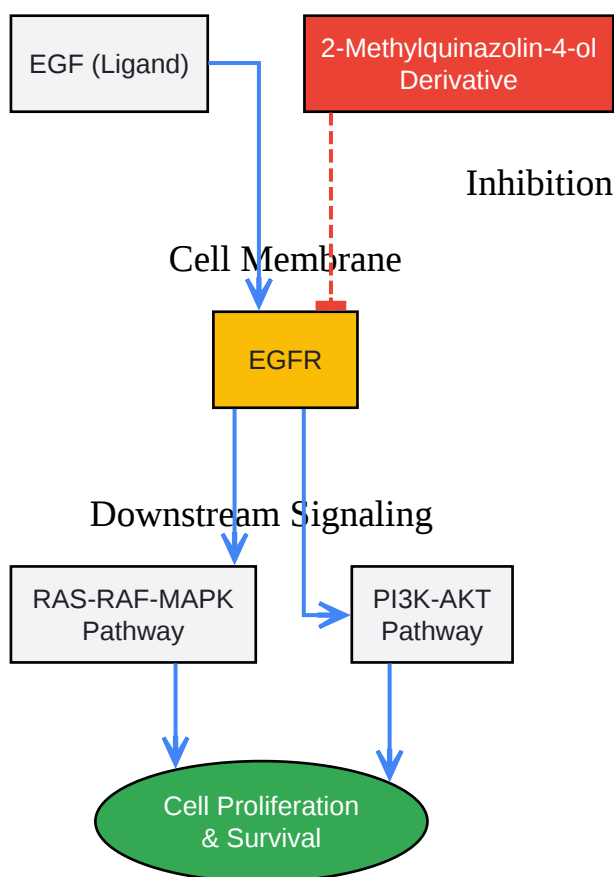 EGF (Ligand)
2-Methylquinazolin-4-ol
Derivative
Inhibition
Cell Membrane
EGFR
Downstream Signaling
RAS-RAF-MAPK
Pathway
PI3K-AKT
Pathway
Cell Proliferation
& Survival